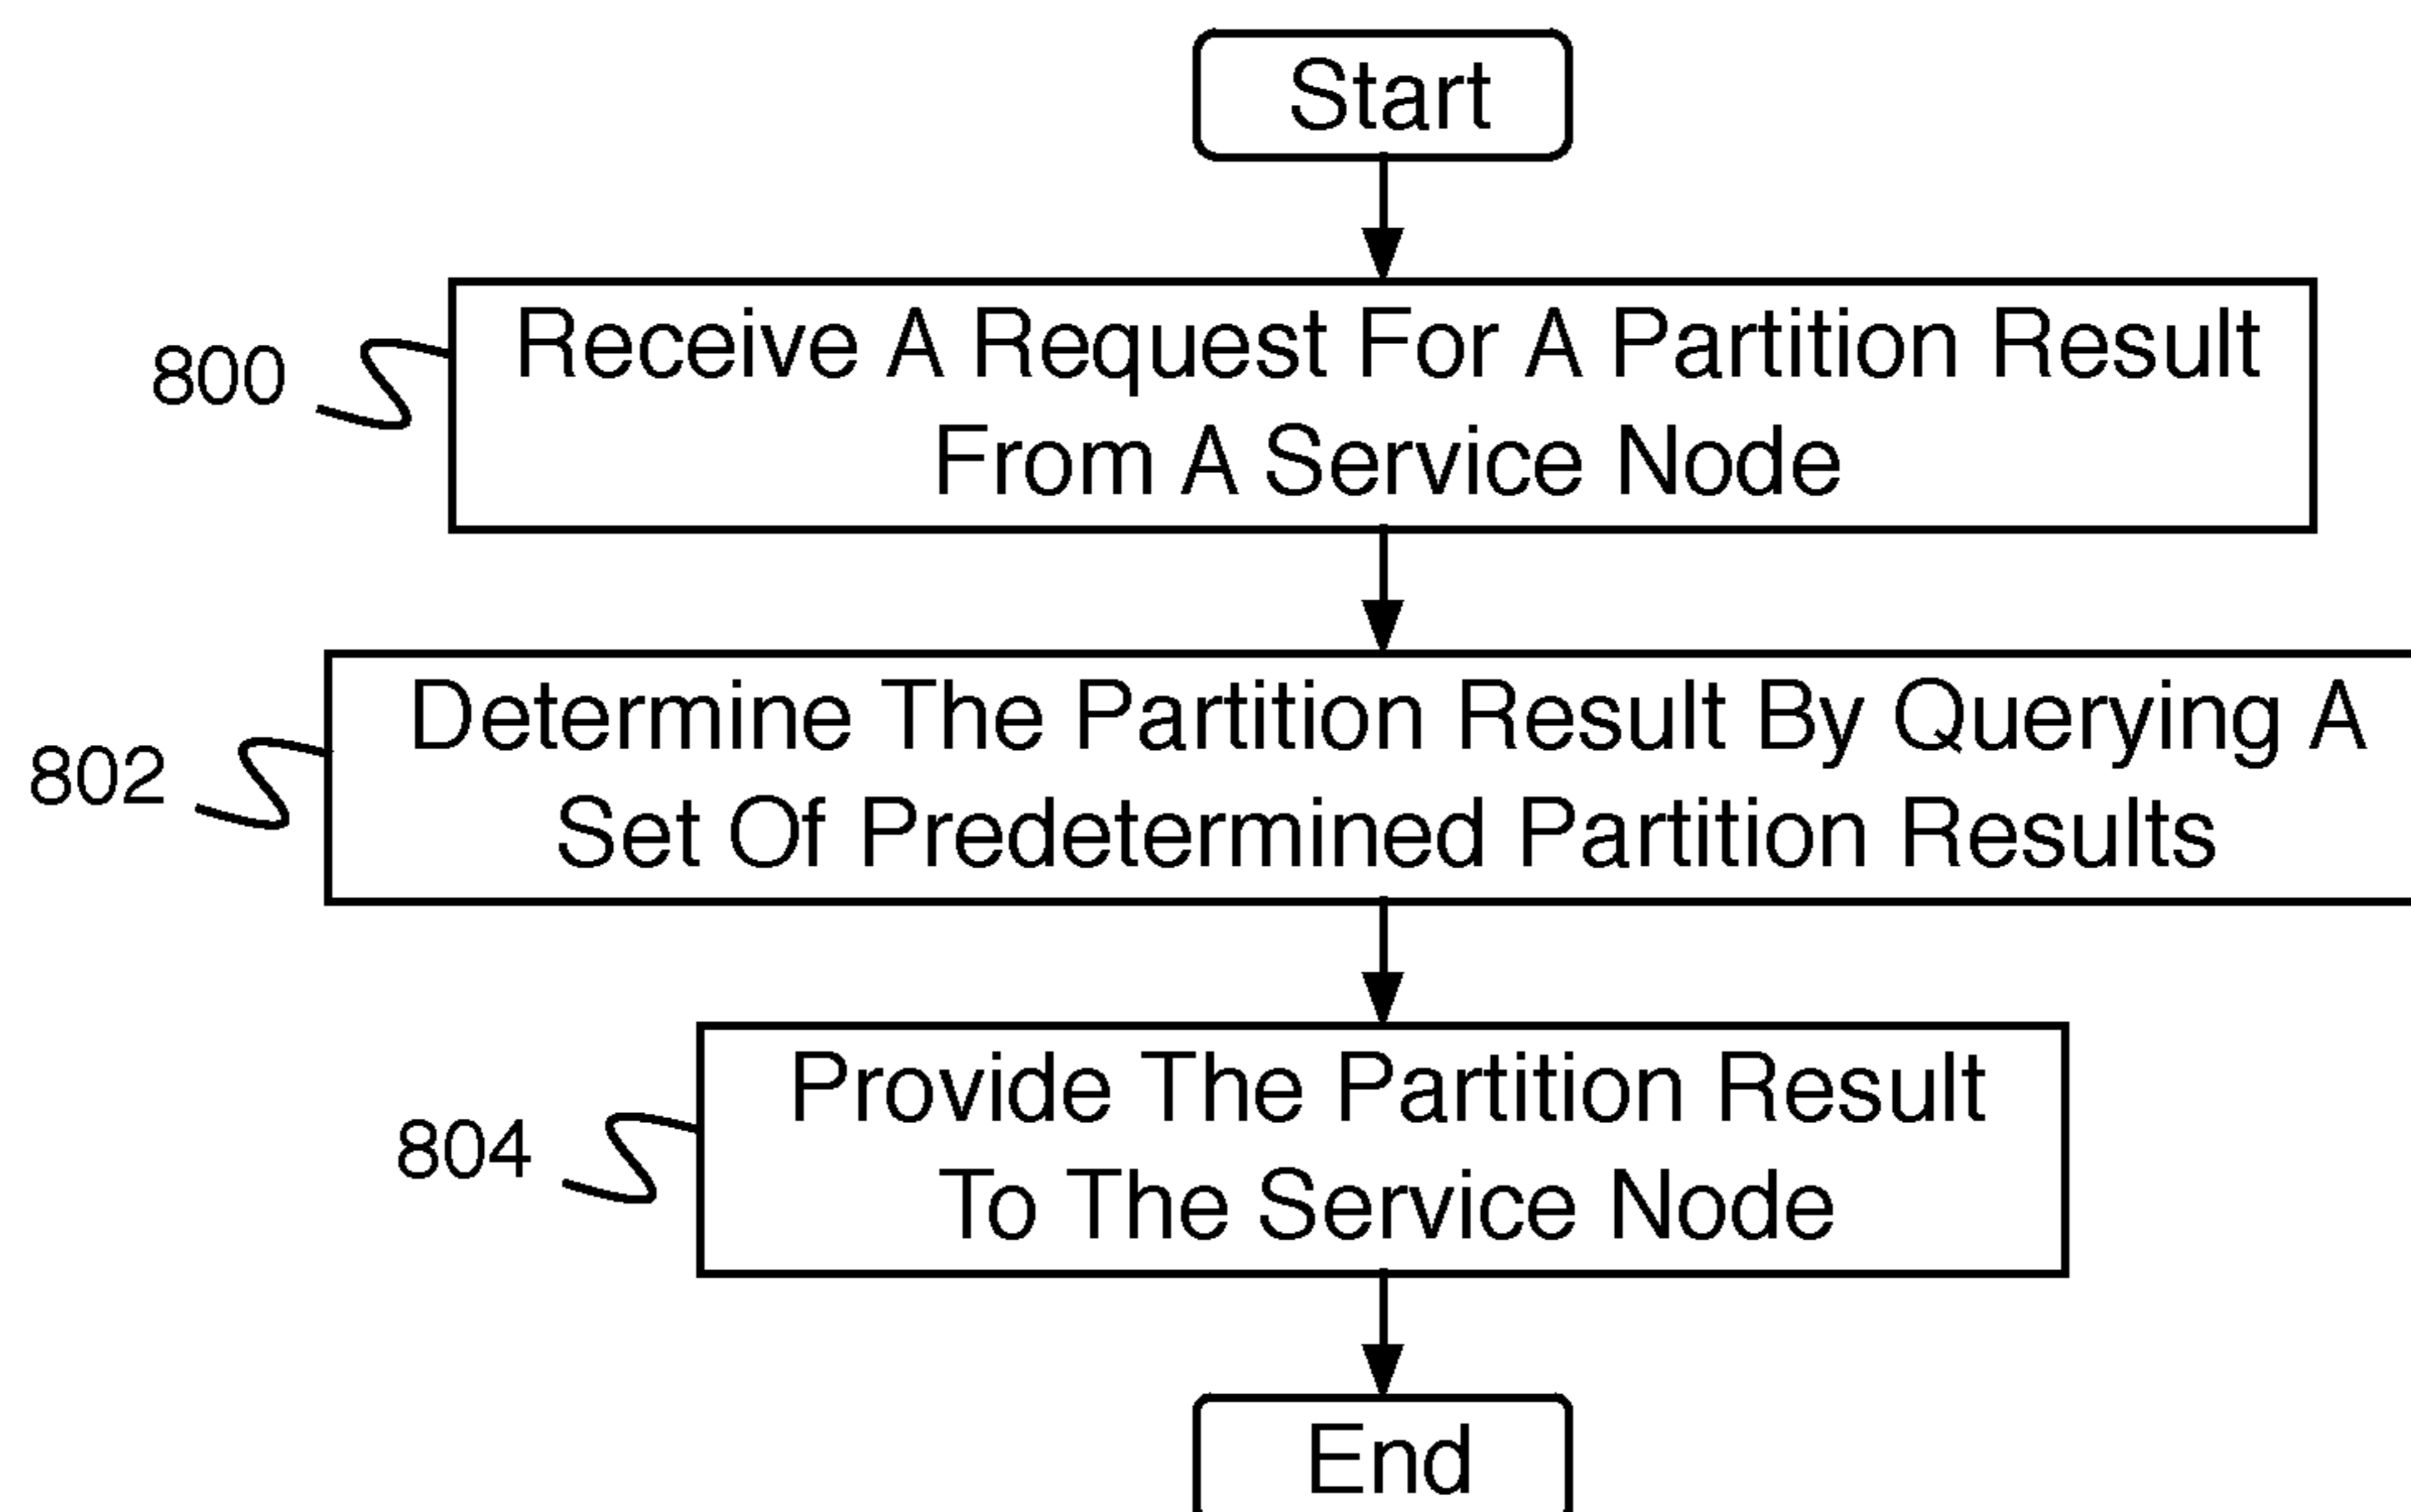 Start
800
Receive A Request For A Partition Result
From A Service Node
802
Determine The Partition Result By Querying A
Set Of Predetermined Partition Results
804
Provide The Partition Result
To The Service Node
End